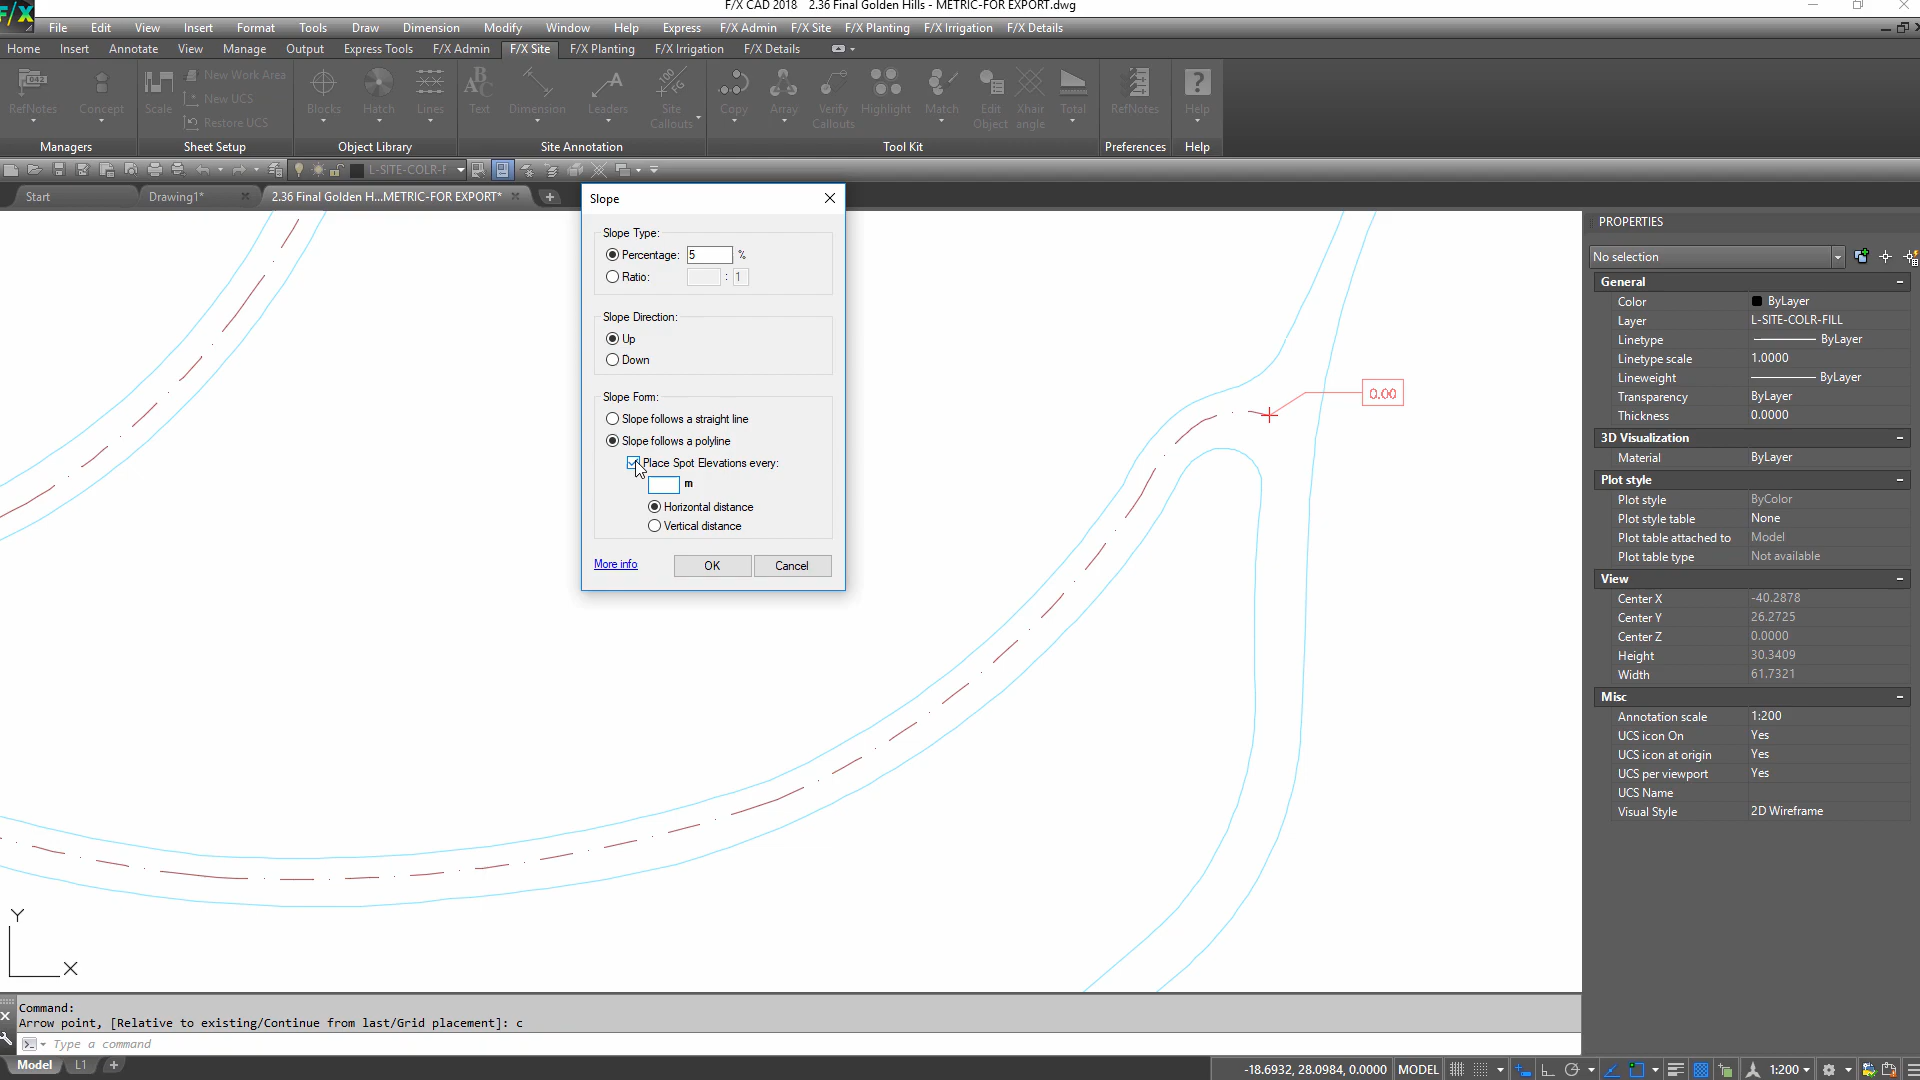 F/X
F/X CAD 2018 2.36 Final Golden Hills - METRIC-FOR EXPORT.dwg
File Edit View Insert Format Tools Draw Dimension Modify Window Help Express F/X Admin F/X Site F/X Planting F/X Irrigation F/X Details
Home Insert Annotate View Manage Output Express Tools F/X Admin F/X Site F/X Planting F/X Irrigation F/X Details
RefNotes Concept Scale New Work Area New UCS Restore UCS Blocks Hatch Lines Text Dimension Leaders Site Callouts Copy Array Verify Callouts Highlight Match Edit Object Xhair angle Total RefNotes Help
Managers Sheet Setup Object Library Site Annotation Tool Kit Preferences Help
L-SITE-COLR-F
Start Drawing1* 2.36 Final Golden H...METRIC-FOR EXPORT*
Slope
Slope Type:
Percentage: 5 %
Ratio: : 1
Slope Direction:
Up
Down
Slope Form:
Slope follows a straight line
Slope follows a polyline
Place Spot Elevations every:
m
Horizontal distance
Vertical distance
More info OK Cancel
0.00
Y
X
PROPERTIES
No selection
General
Color ByLayer
Layer L-SITE-COLR-FILL
Linetype ByLayer
Linetype scale 1.0000
Lineweight ByLayer
Transparency ByLayer
Thickness 0.0000
3D Visualization
Material ByLayer
Plot style
Plot style ByColor
Plot style table None
Plot table attached to Model
Plot table type Not available
View
Center X -40.2878
Center Y 26.2725
Center Z 0.0000
Height 30.3409
Width 61.7321
Misc
Annotation scale 1:200
UCS icon On Yes
UCS icon at origin Yes
UCS per viewport Yes
UCS Name
Visual Style 2D Wireframe
Command:
Arrow point, [Relative to existing/Continue from last/Grid placement]: c
Type a command
Model L1
-18.6932, 28.0984, 0.0000 MODEL 1:200